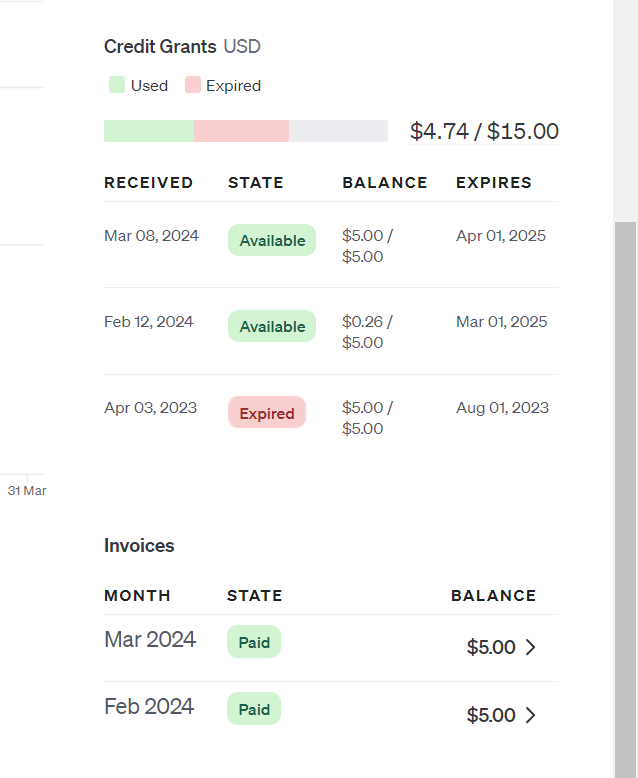 Credit Grants USD
Used Expired
$4.74 / $15.00
RECEIVED STATE BALANCE EXPIRES
Mar 08, 2024 Available $5.00 / Apr 01, 2025
$5.00
Feb 12, 2024 Available $0.26 / Mar 01, 2025
$5.00
Apr 03, 2023 Expired $5.00 / Aug 01, 2023
$5.00
31 Mar
Invoices
MONTH STATE BALANCE
Mar 2024 Paid $5.00
Feb 2024 Paid $5.00